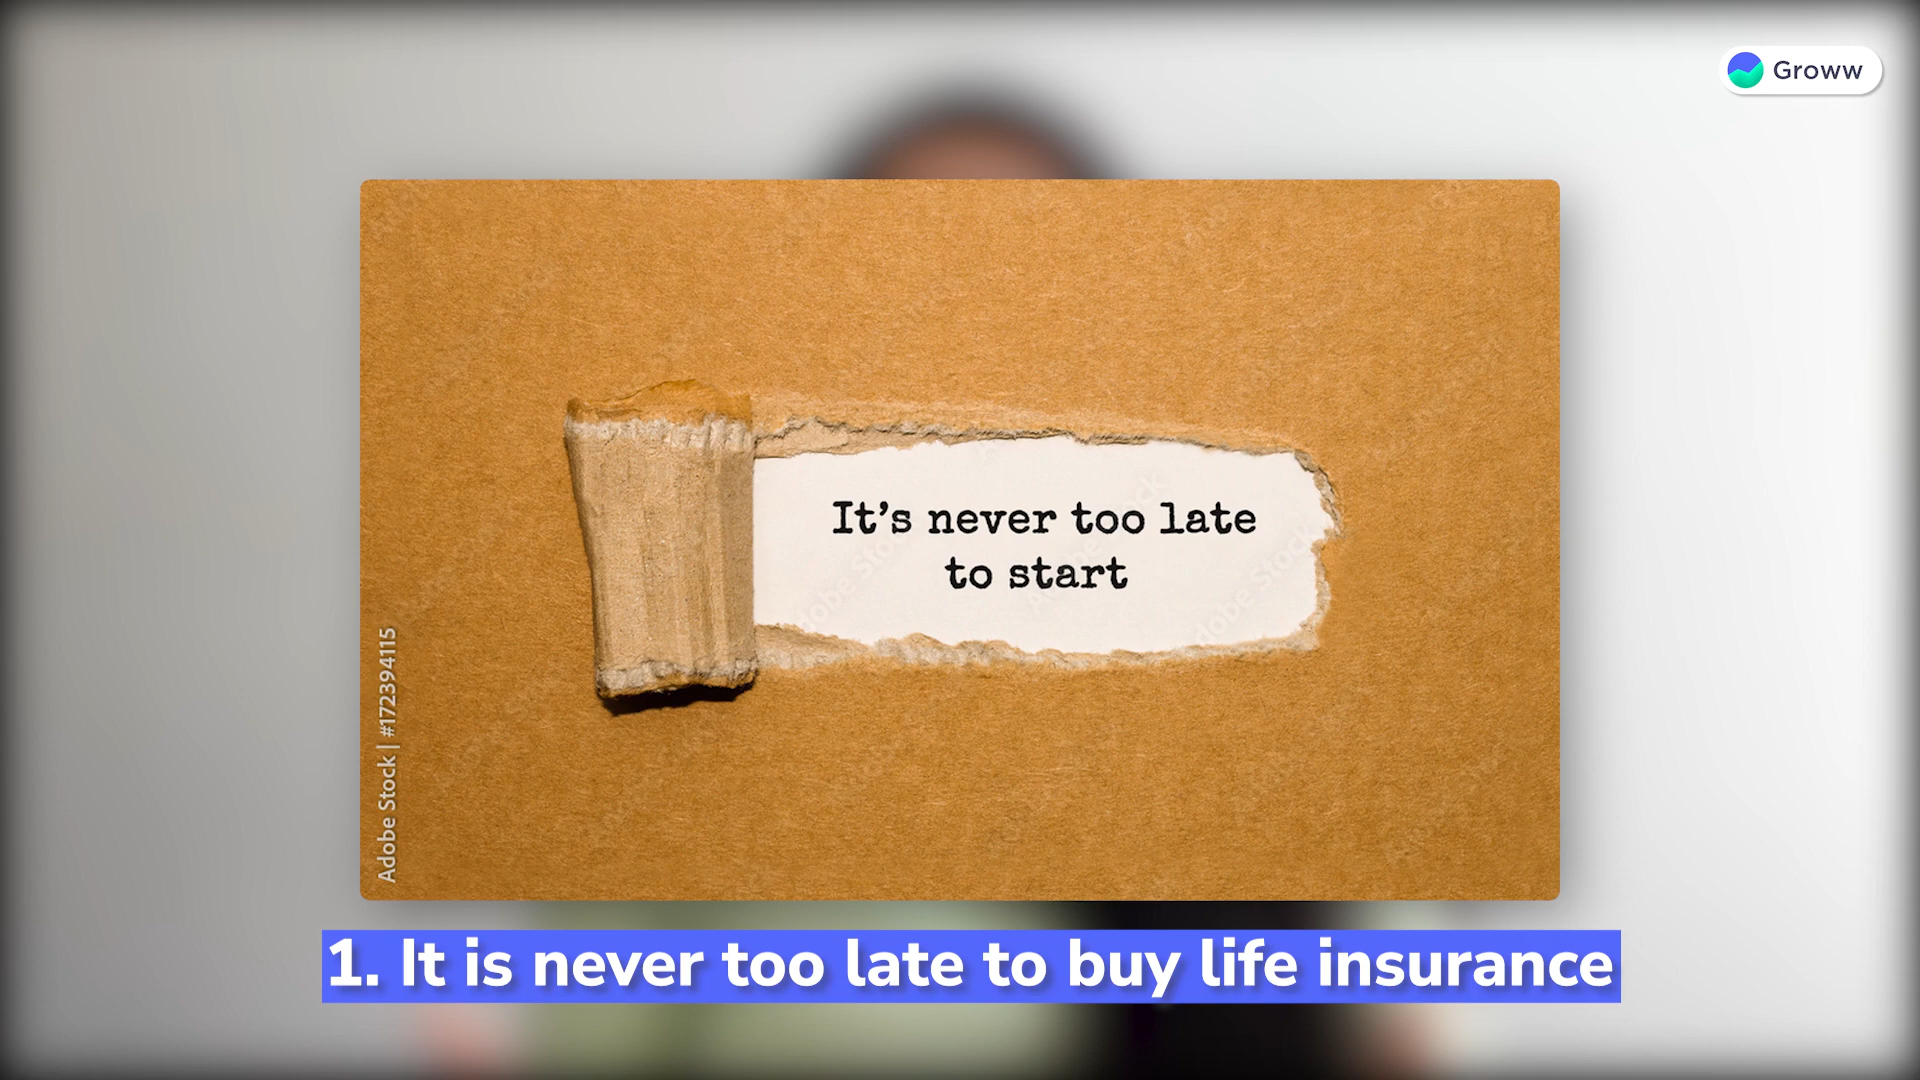 Groww
It's never too late
to start
Adobe Stock | #172394115
1. It is never too late to buy life insurance